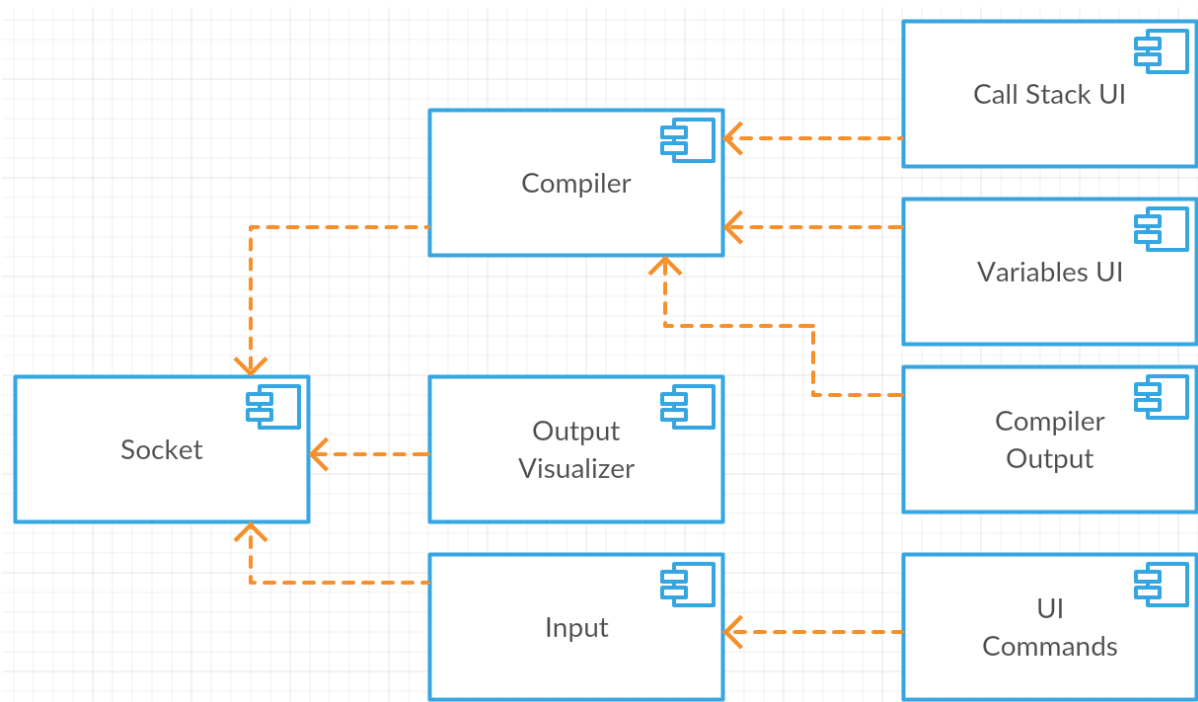 Call Stack UI
Compiler
Variables UI
Socket
Output
Visualizer
Compiler
Output
Input
UI
Commands